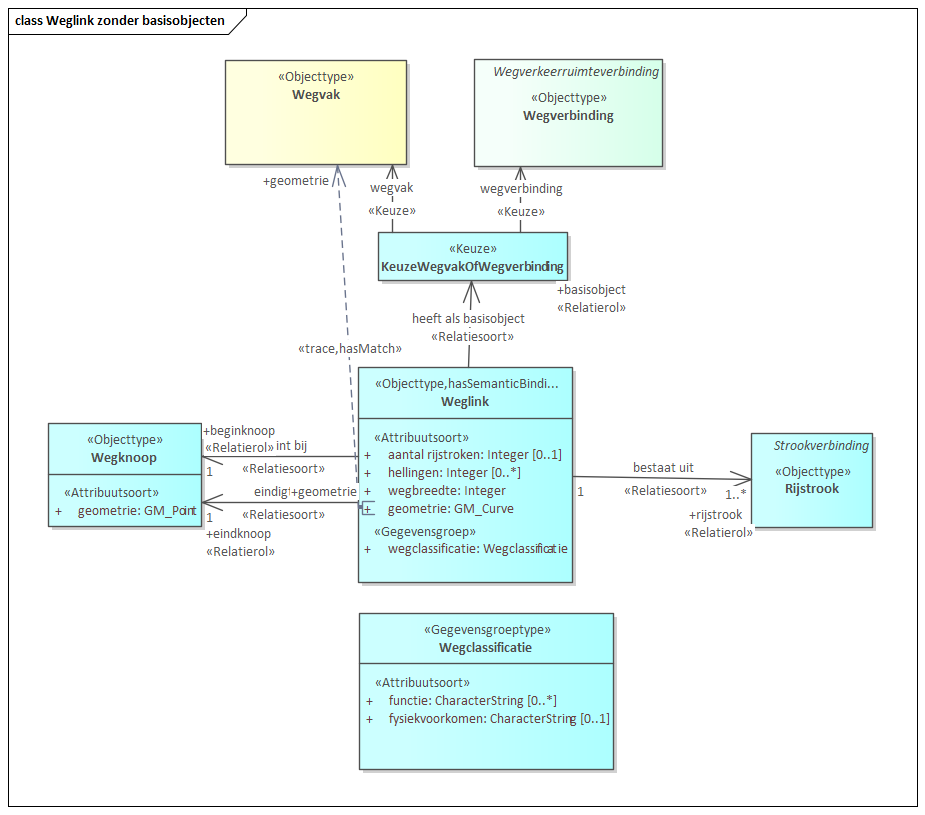 class Weglink zonder basisobjecten
«Objecttype»
Wegvak
Wegverkeerruimteverbinding
«Objecttype»
Wegverbinding
+geometrie
wegvak
«Keuze»
wegverbinding
«Keuze»
«Keuze»
KeuzeWegvakOfWegverbinding
+basisobject
«Relatierol»
heeft als basisobject
«Relatiesoort»
«trace,hasMatch»
«Objecttype,hasSemanticBindi...
Weglink
«Attribuutsoort»
+ aantal rijstroken: Integer [0..1]
+ hellingen: Integer [0..*]
+ wegbreedte: Integer
+ geometrie: GM_Curve
«Gegevensgroep»
+ wegclassificatie: Wegclassificatie
«Objecttype»
Wegknoop
«Attribuutsoort»
+ geometrie: GM_Point
+beginknoop
«Relatierol» int bij
1
«Relatiesoort»
+geometrie
1
«Relatiesoort»
+eindknoop
«Relatierol»
bestaat uit
1
«Relatiesoort»
1..*
+rijstrook
«Relatierol»
Strookverbinding
«Objecttype»
Rijstrook
«Gegevensgroeptype»
Wegclassificatie
«Attribuutsoort»
+ functie: CharacterString [0..*]
+ fysiekvoorkomen: CharacterString [0..1]